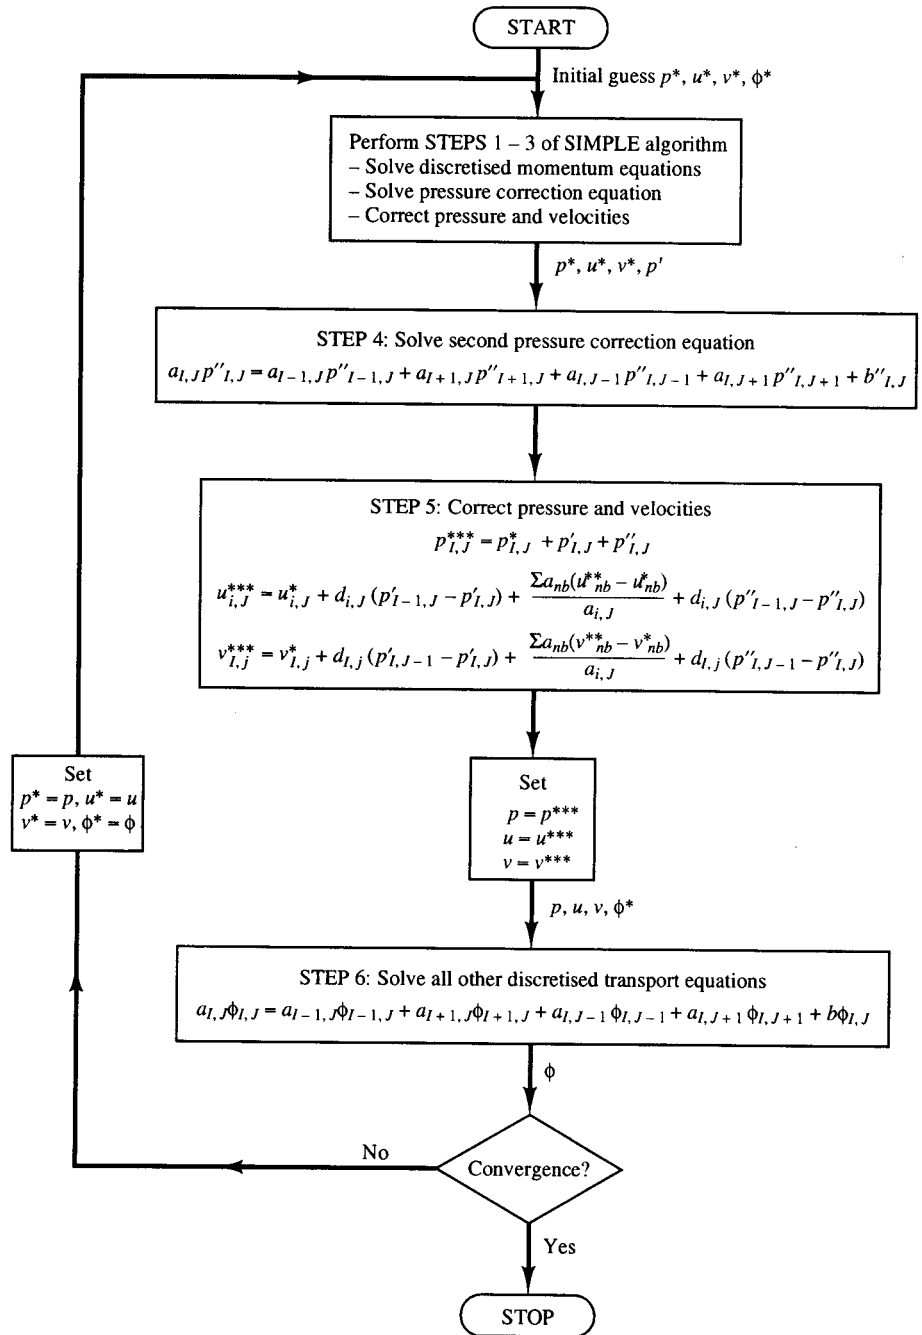 START
Initial guess p*, u*, v*, ϕ*
Perform STEPS 1 – 3 of SIMPLE algorithm
– Solve discretised momentum equations
– Solve pressure correction equation
– Correct pressure and velocities
p*, u*, v*, p'
STEP 4: Solve second pressure correction equation
a_{I,J} p''_{I,J} = a_{I–1,J} p''_{I–1,J} + a_{I+1,J} p''_{I+1,J} + a_{I,J–1} p''_{I,J–1} + a_{I,J+1} p''_{I,J+1} + b''_{I,J}
STEP 5: Correct pressure and velocities
p***_{I,J} = p*_{I,J} + p'_{I,J} + p''_{I,J}
u***_{i,J} = u*_{i,J} + d_{i,J} (p'_{I–1,J} – p'_{I,J}) + Σa_{nb}(u**_{nb} – u*_{nb}) / a_{i,J} + d_{i,J} (p''_{I–1,J} – p''_{I,J})
v***_{I,j} = v*_{I,j} + d_{I,j} (p'_{I,J–1} – p'_{I,J}) + Σa_{nb}(v**_{nb} – v*_{nb}) / a_{i,J} + d_{I,j} (p''_{I,J–1} – p''_{I,J})
Set
p = p***
u = u***
v = v***
Set
p* = p, u* = u
v* = v, ϕ* = ϕ
p, u, v, ϕ*
STEP 6: Solve all other discretised transport equations
a_{I,J} ϕ_{I,J} = a_{I–1,J} ϕ_{I–1,J} + a_{I+1,J} ϕ_{I+1,J} + a_{I,J–1} ϕ_{I,J–1} + a_{I,J+1} ϕ_{I,J+1} + bϕ_{I,J}
ϕ
No
Convergence?
Yes
STOP